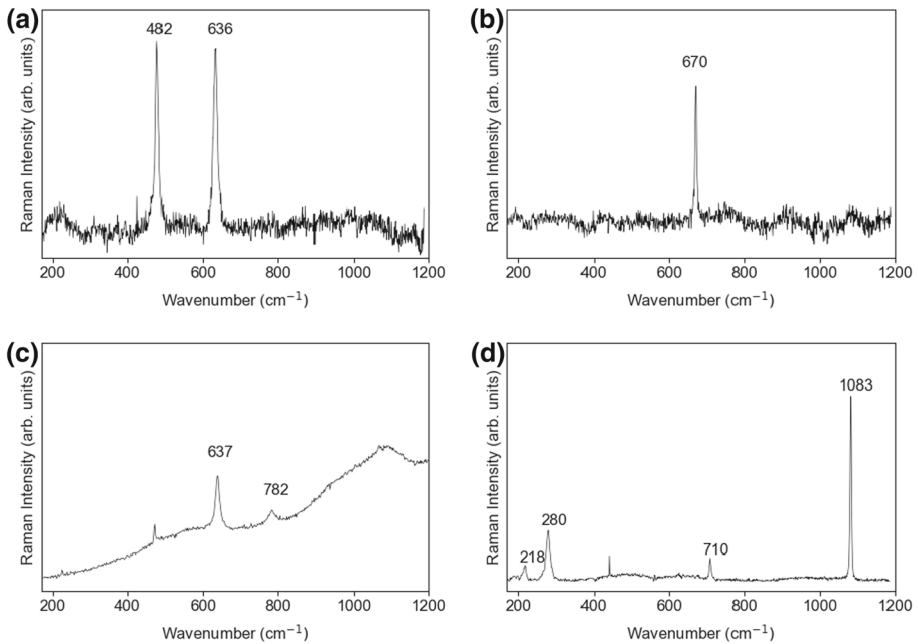 (a)
482 636
Raman Intensity (arb. units)
200 400 600 800 1000 1200
Wavenumber (cm⁻¹)
(b)
670
Raman Intensity (arb. units)
200 400 600 800 1000 1200
Wavenumber (cm⁻¹)
(c)
637
782
Raman Intensity (arb. units)
200 400 600 800 1000 1200
Wavenumber (cm⁻¹)
(d)
1083
280
218
710
Raman Intensity (arb. units)
200 400 600 800 1000 1200
Wavenumber (cm⁻¹)